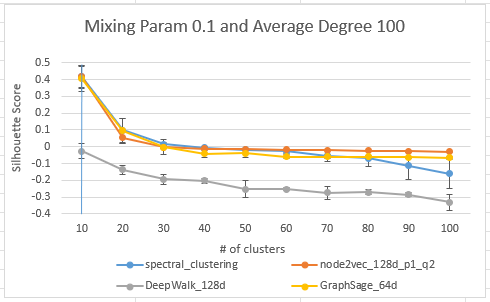 Mixing Param 0.1 and Average Degree 100
Silhouette Score
0.5
0.4
0.3
0.2
0.1
0
-0.1
-0.2
-0.3
-0.4
10 20 30 40 50 60 70 80 90 100
# of clusters
spectral_clustering node2vec_128d_p1_q2
DeepWalk_128d GraphSage_64d